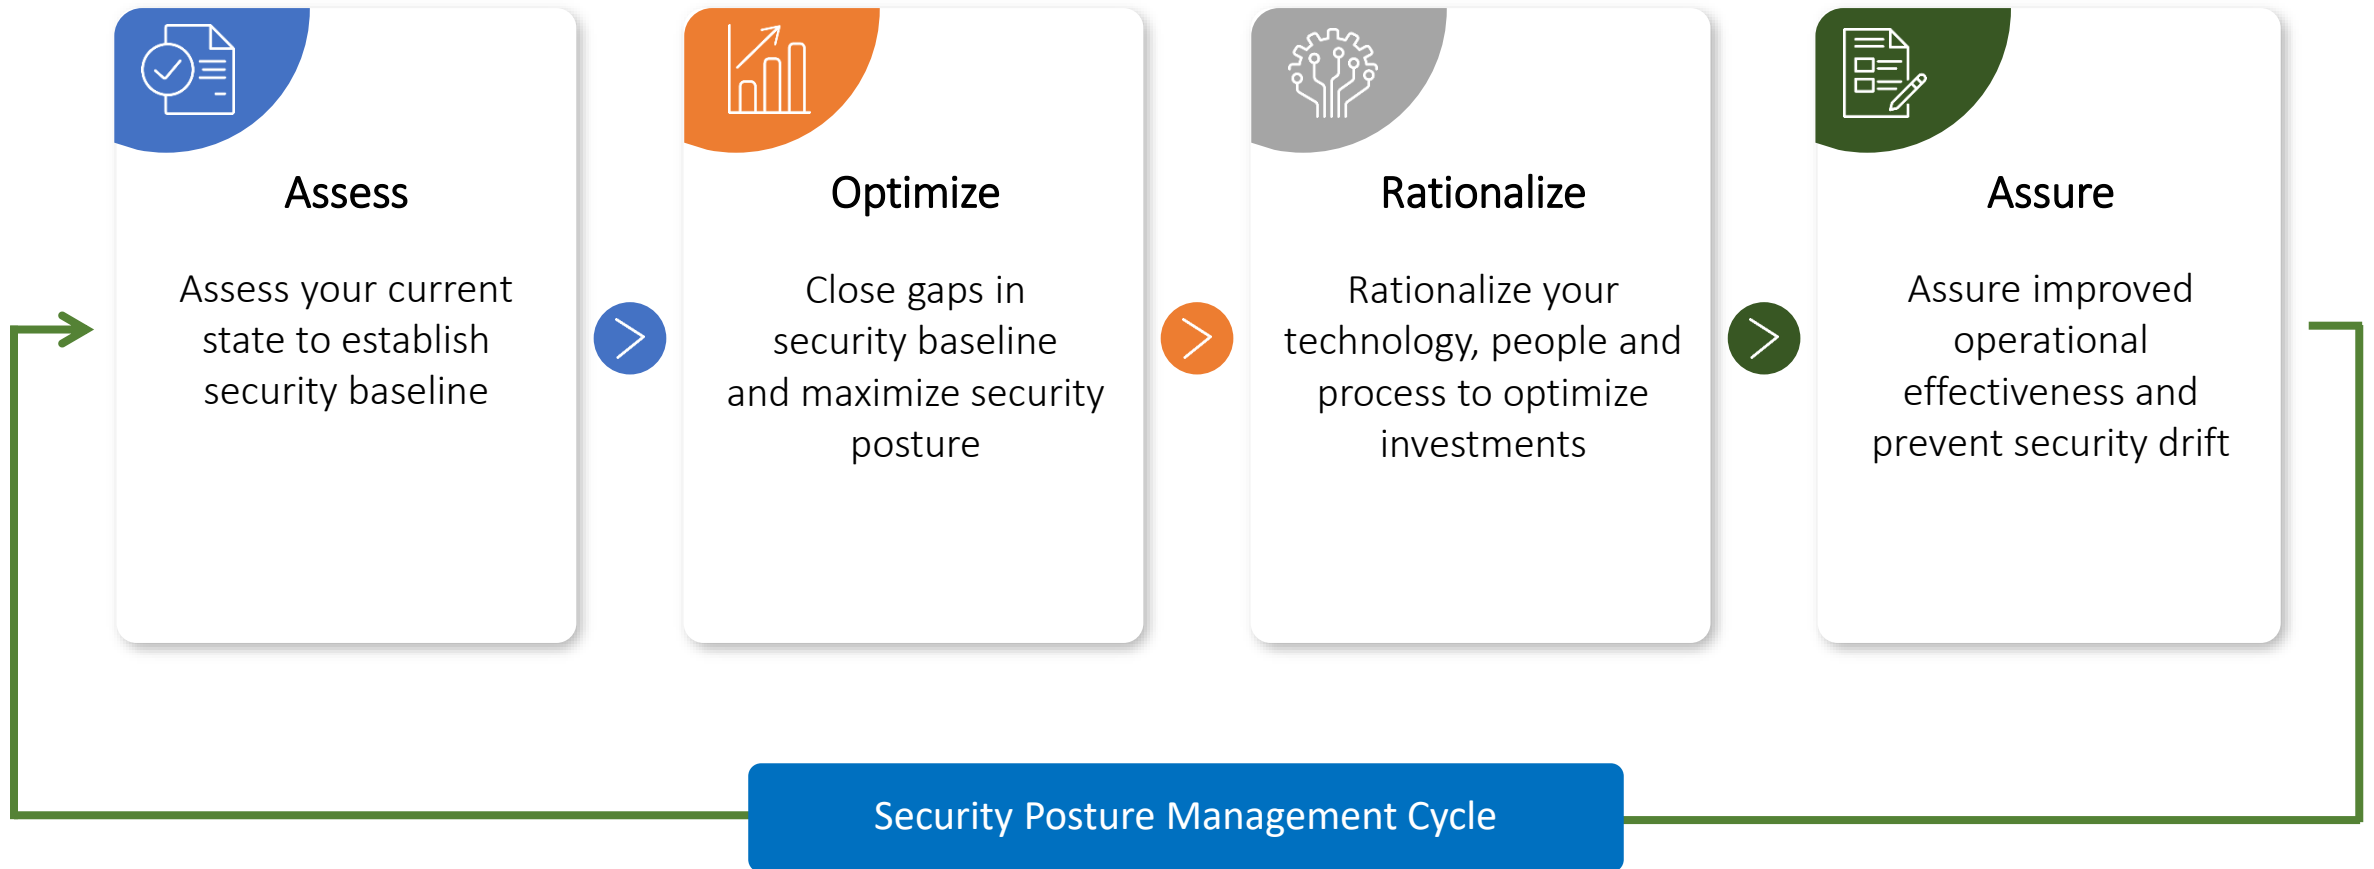 Assess
Assess your current
state to establish
security baseline
Optimize
Close gaps in
security baseline
and maximize security
posture
Rationalize
Rationalize your
technology, people and
process to optimize
investments
Assure
Assure improved
operational
effectiveness and
prevent security drift
Security Posture Management Cycle